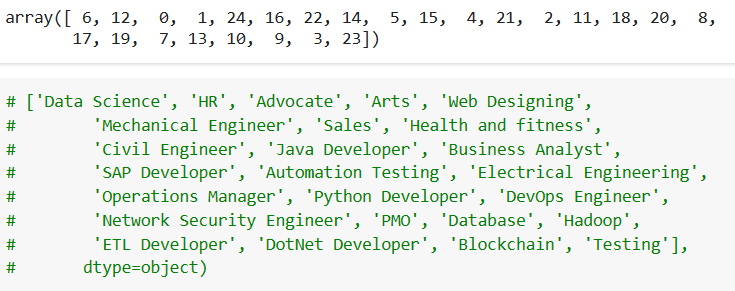 array([ 6, 12,  0,  1, 24, 16, 22, 14,  5, 15,  4, 21,  2, 11, 18, 20,  8,
       17, 19,  7, 13, 10,  9,  3, 23])
# ['Data Science', 'HR', 'Advocate', 'Arts', 'Web Designing',
#        'Mechanical Engineer', 'Sales', 'Health and fitness',
#        'Civil Engineer', 'Java Developer', 'Business Analyst',
#        'SAP Developer', 'Automation Testing', 'Electrical Engineering',
#        'Operations Manager', 'Python Developer', 'DevOps Engineer',
#        'Network Security Engineer', 'PMO', 'Database', 'Hadoop',
#        'ETL Developer', 'DotNet Developer', 'Blockchain', 'Testing'],
#       dtype=object)